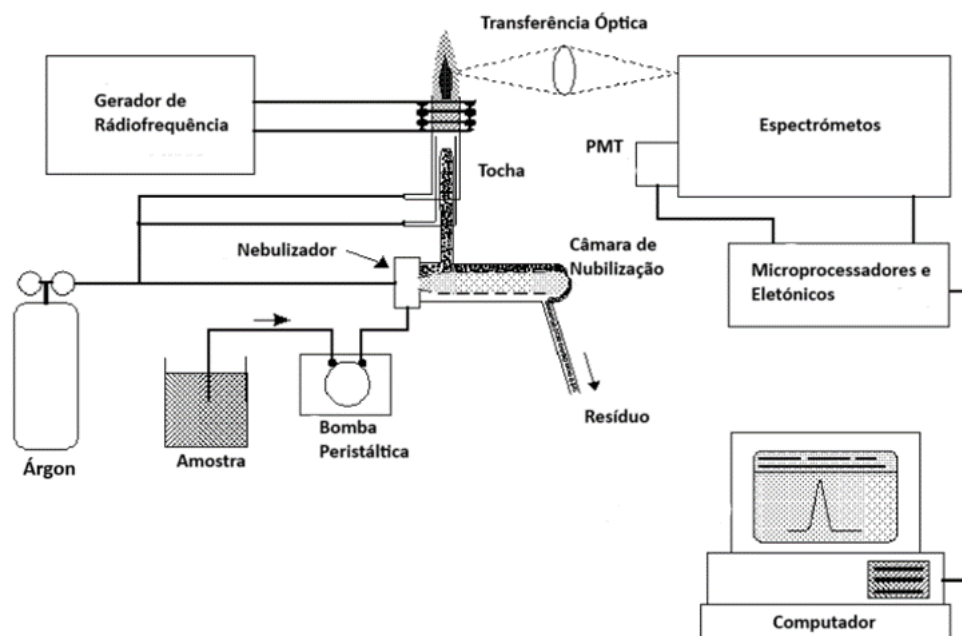 Transferência Óptica
Gerador de
Rádiofrequência
Espectrómetos
PMT
Tocha
Nebulizador
Câmara de
Nubilização
Microprocessadores e
Eletónicos
Resíduo
Bomba
Peristáltica
Amostra
Árgon
Computador